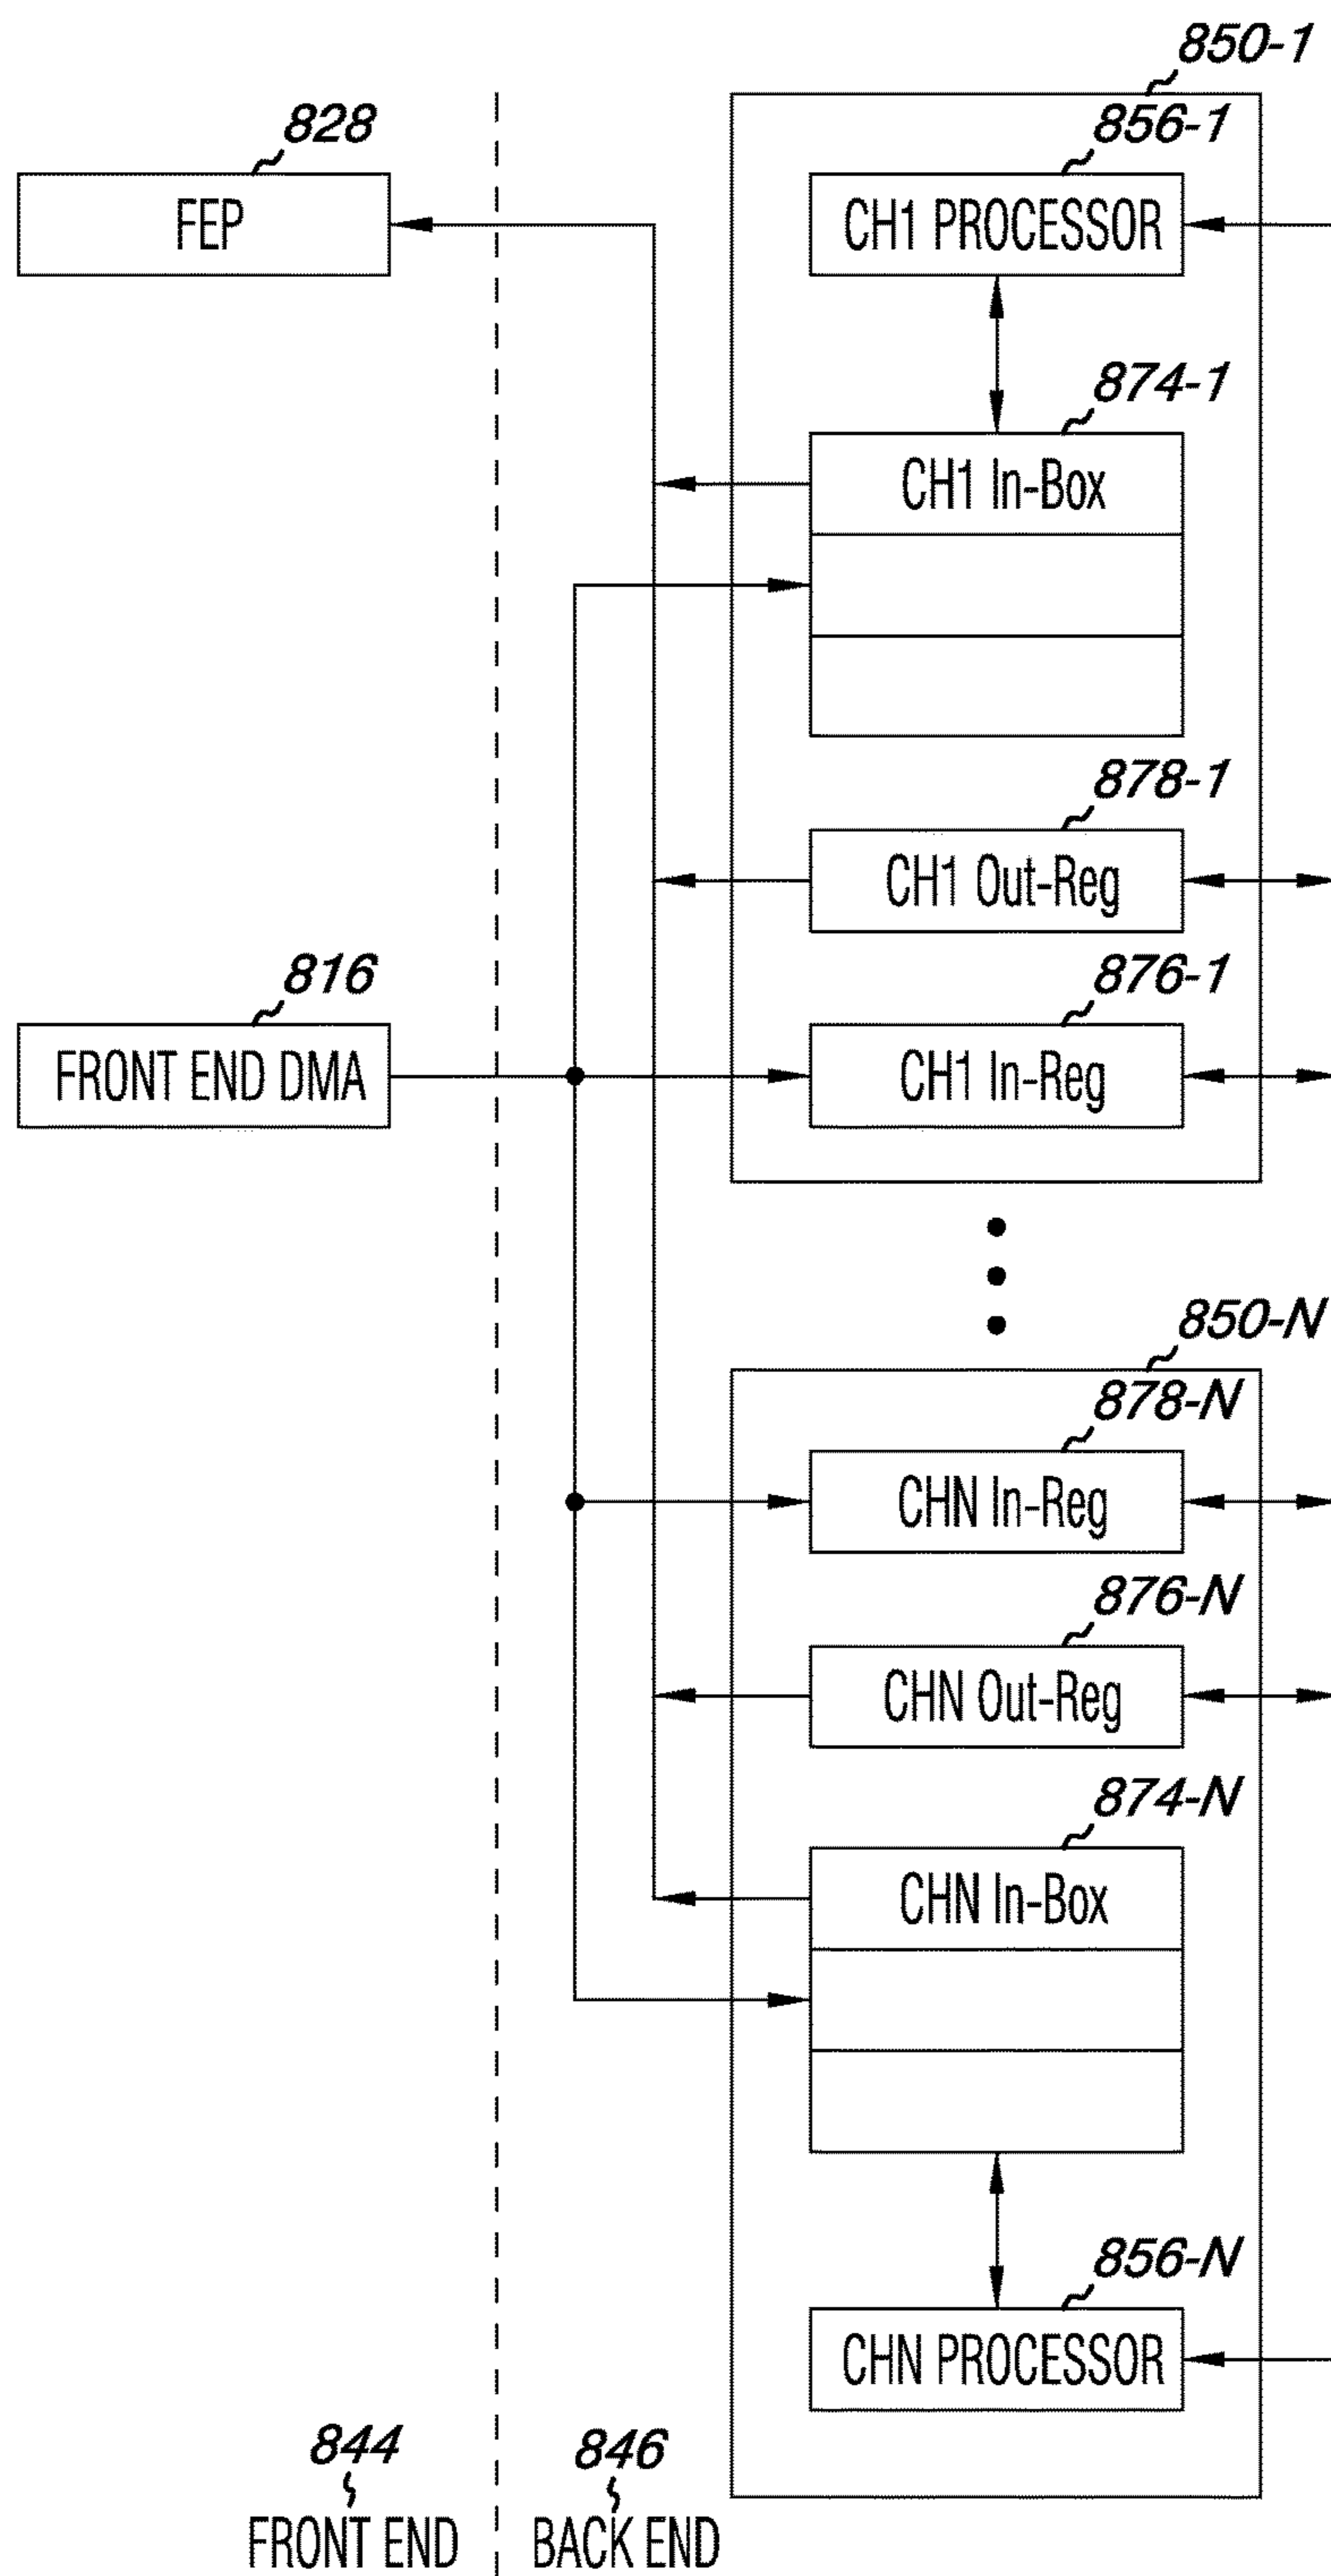 850-1
828
856-1
FEP
CH1 PROCESSOR
874-1
CH1 In-Box
878-1
CH1 Out-Reg
816
876-1
FRONT END DMA
CH1 In-Reg
850-N
878-N
CHN In-Reg
876-N
CHN Out-Reg
874-N
CHN In-Box
856-N
CHN PROCESSOR
844
846
FRONT END
BACK END